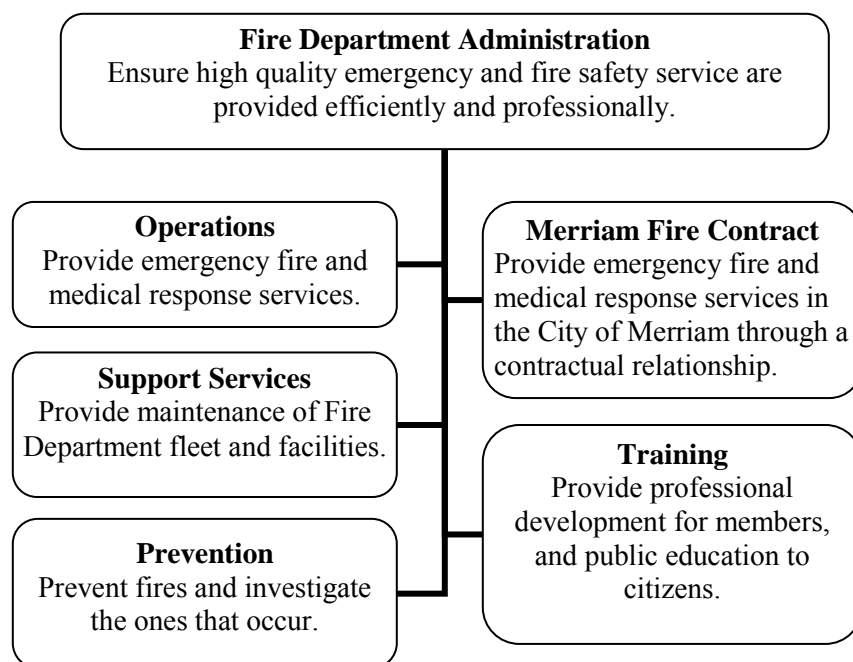 Fire Department Administration
Ensure high quality emergency and fire safety service are
provided efficiently and professionally.
Operations
Provide emergency fire and
medical response services.
Merriam Fire Contract
Provide emergency fire and
medical response services in
the City of Merriam through a
contractual relationship.
Support Services
Provide maintenance of Fire
Department fleet and facilities.
Training
Provide professional
development for members,
and public education to
citizens.
Prevention
Prevent fires and investigate
the ones that occur.